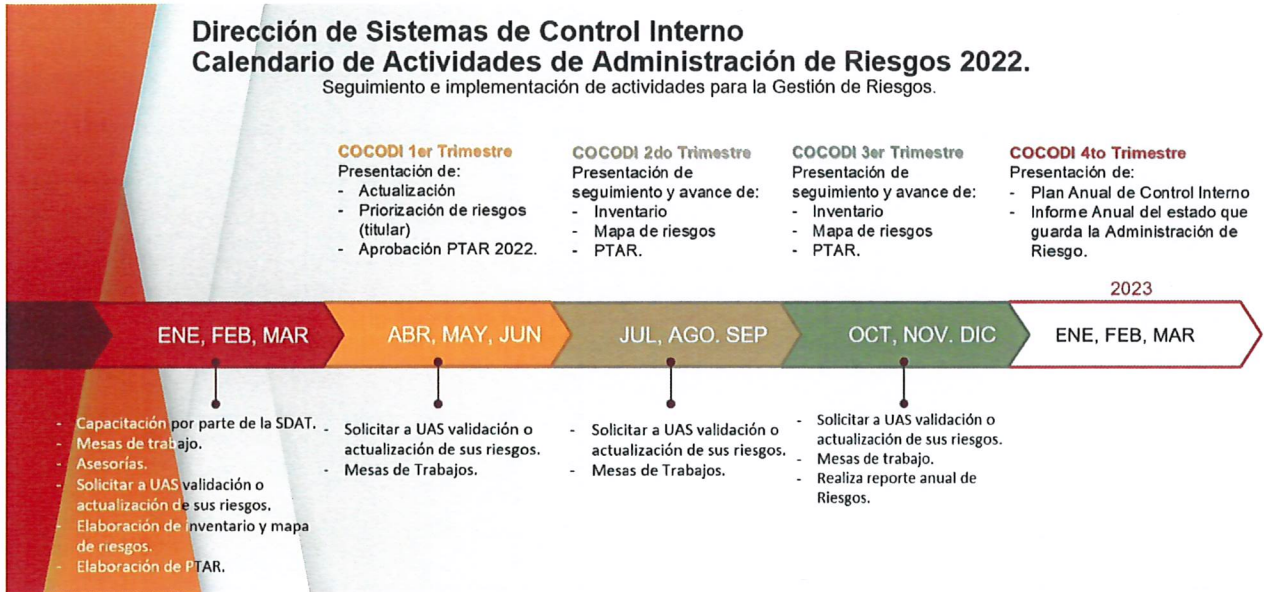 Dirección de Sistemas de Control Interno
Calendario de Actividades de Administración de Riesgos 2022.
Seguimiento e implementación de actividades para la Gestión de Riesgos.
COCODI 1er Trimestre
Presentación de:
- Actualización
- Priorización de riesgos
(titular)
- Aprobación PTAR 2022.
COCODI 2do Trimestre
Presentación de
seguimiento y avance de:
- Inventario
- Mapa de riesgos
- PTAR.
COCODI 3er Trimestre
Presentación de
seguimiento y avance de:
- Inventario
- Mapa de riesgos
- PTAR.
COCODI 4to Trimestre
Presentación de:
- Plan Anual de Control Interno
- Informe Anual del estado que
guarda la Administración de
Riesgo.
2023
ENE, FEB, MAR
ABR, MAY, JUN
JUL, AGO. SEP
OCT, NOV. DIC
ENE, FEB, MAR
- Capacitación por parte de la SDAT.
- Mesas de trabajo.
- Asesorías.
- Solicitar a UAS validación o
actualización de sus riesgos.
- Elaboración de inventario y mapa
de riesgos.
- Elaboración de PTAR.
- Solicitar a UAS validación o
actualización de sus riesgos.
- Mesas de Trabajos.
- Solicitar a UAS validación o
actualización de sus riesgos.
- Mesas de Trabajos.
- Solicitar a UAS validación o
actualización de sus riesgos.
- Mesas de trabajo.
- Realiza reporte anual de
Riesgos.